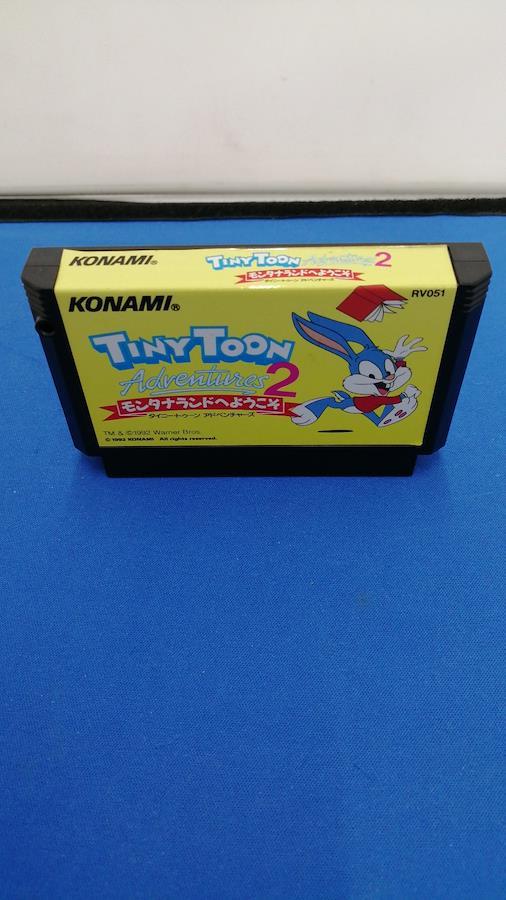 KONAMI®
TINY TOON
Adventures 2
モンタナランドへようこそ
タイニートゥーン アドベンチャーズ
KONAMI®
RV051
TINY TOON
Adventures 2
モンタナランドへようこそ
タイニートゥーン アドベンチャーズ
TM & ©1992 Warner Bros.
©1992 KONAMI All rights reserved.